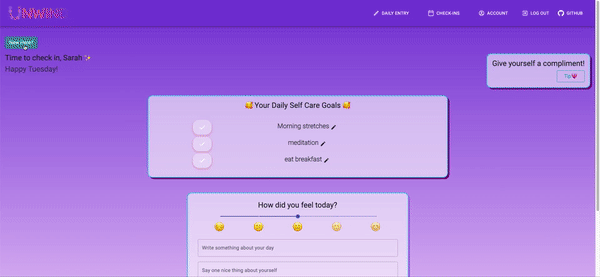 UNWIND
DAILY ENTRY
CHECK-INS
ACCOUNT
LOG OUT
GITHUB
Time to check in, Sarah ✨
Happy Tuesday!
Give yourself a compliment!
Tip
🥰 Your Daily Self Care Goals 🥰
Morning stretches
meditation
eat breakfast
How did you feel today?
Write something about your day
Say one nice thing about yourself